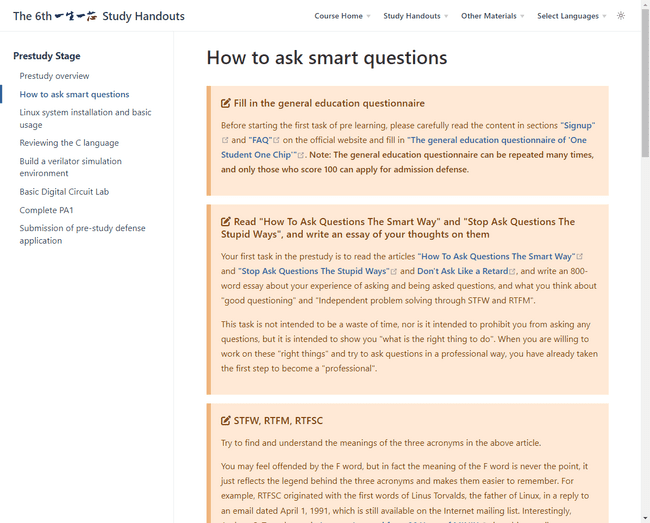 The 6th 一生一芯 Study Handouts
Course Home
Study Handouts
Other Materials
Select Languages
Prestudy Stage
Prestudy overview
How to ask smart questions
Linux system installation and basic
usage
Reviewing the C language
Build a verilator simulation
environment
Basic Digital Circuit Lab
Complete PA1
Submission of pre-study defense
application
How to ask smart questions
Fill in the general education questionnaire
Before starting the first task of pre learning, please carefully read the content in sections "Signup"
and "FAQ" on the official website and fill in "The general education questionnaire of 'One
Student One Chip'". Note: The general education questionnaire can be repeated many times,
and only those who score 100 can apply for admission defense.
Read "How To Ask Questions The Smart Way" and "Stop Ask Questions The
Stupid Ways", and write an essay of your thoughts on them
Your first task in the prestudy is to read the articles "How To Ask Questions The Smart Way"
and "Stop Ask Questions The Stupid Ways" and Don't Ask Like a Retard, and write an 800-
word essay about your experience of asking and being asked questions, and what you think about
"good questioning" and "Independent problem solving through STFW and RTFM".
This task is not intended to be a waste of time, nor is it intended to prohibit you from asking any
questions, but it is intended to show you "what is the right thing to do". When you are willing to
work on these "right things" and try to ask questions in a professional way, you have already taken
the first step to become a "professional".
STFW, RTFM, RTFSC
Try to find and understand the meanings of the three acronyms in the above article.
You may feel offended by the F word, but in fact the meaning of the F word is never the point, it
just reflects the legend behind the three acronyms and makes them easier to remember. For
example, RTFSC originated with the first words of Linus Torvalds, the father of Linux, in a reply to
an email dated April 1, 1991, which is still available on the Internet mailing list. Interestingly,